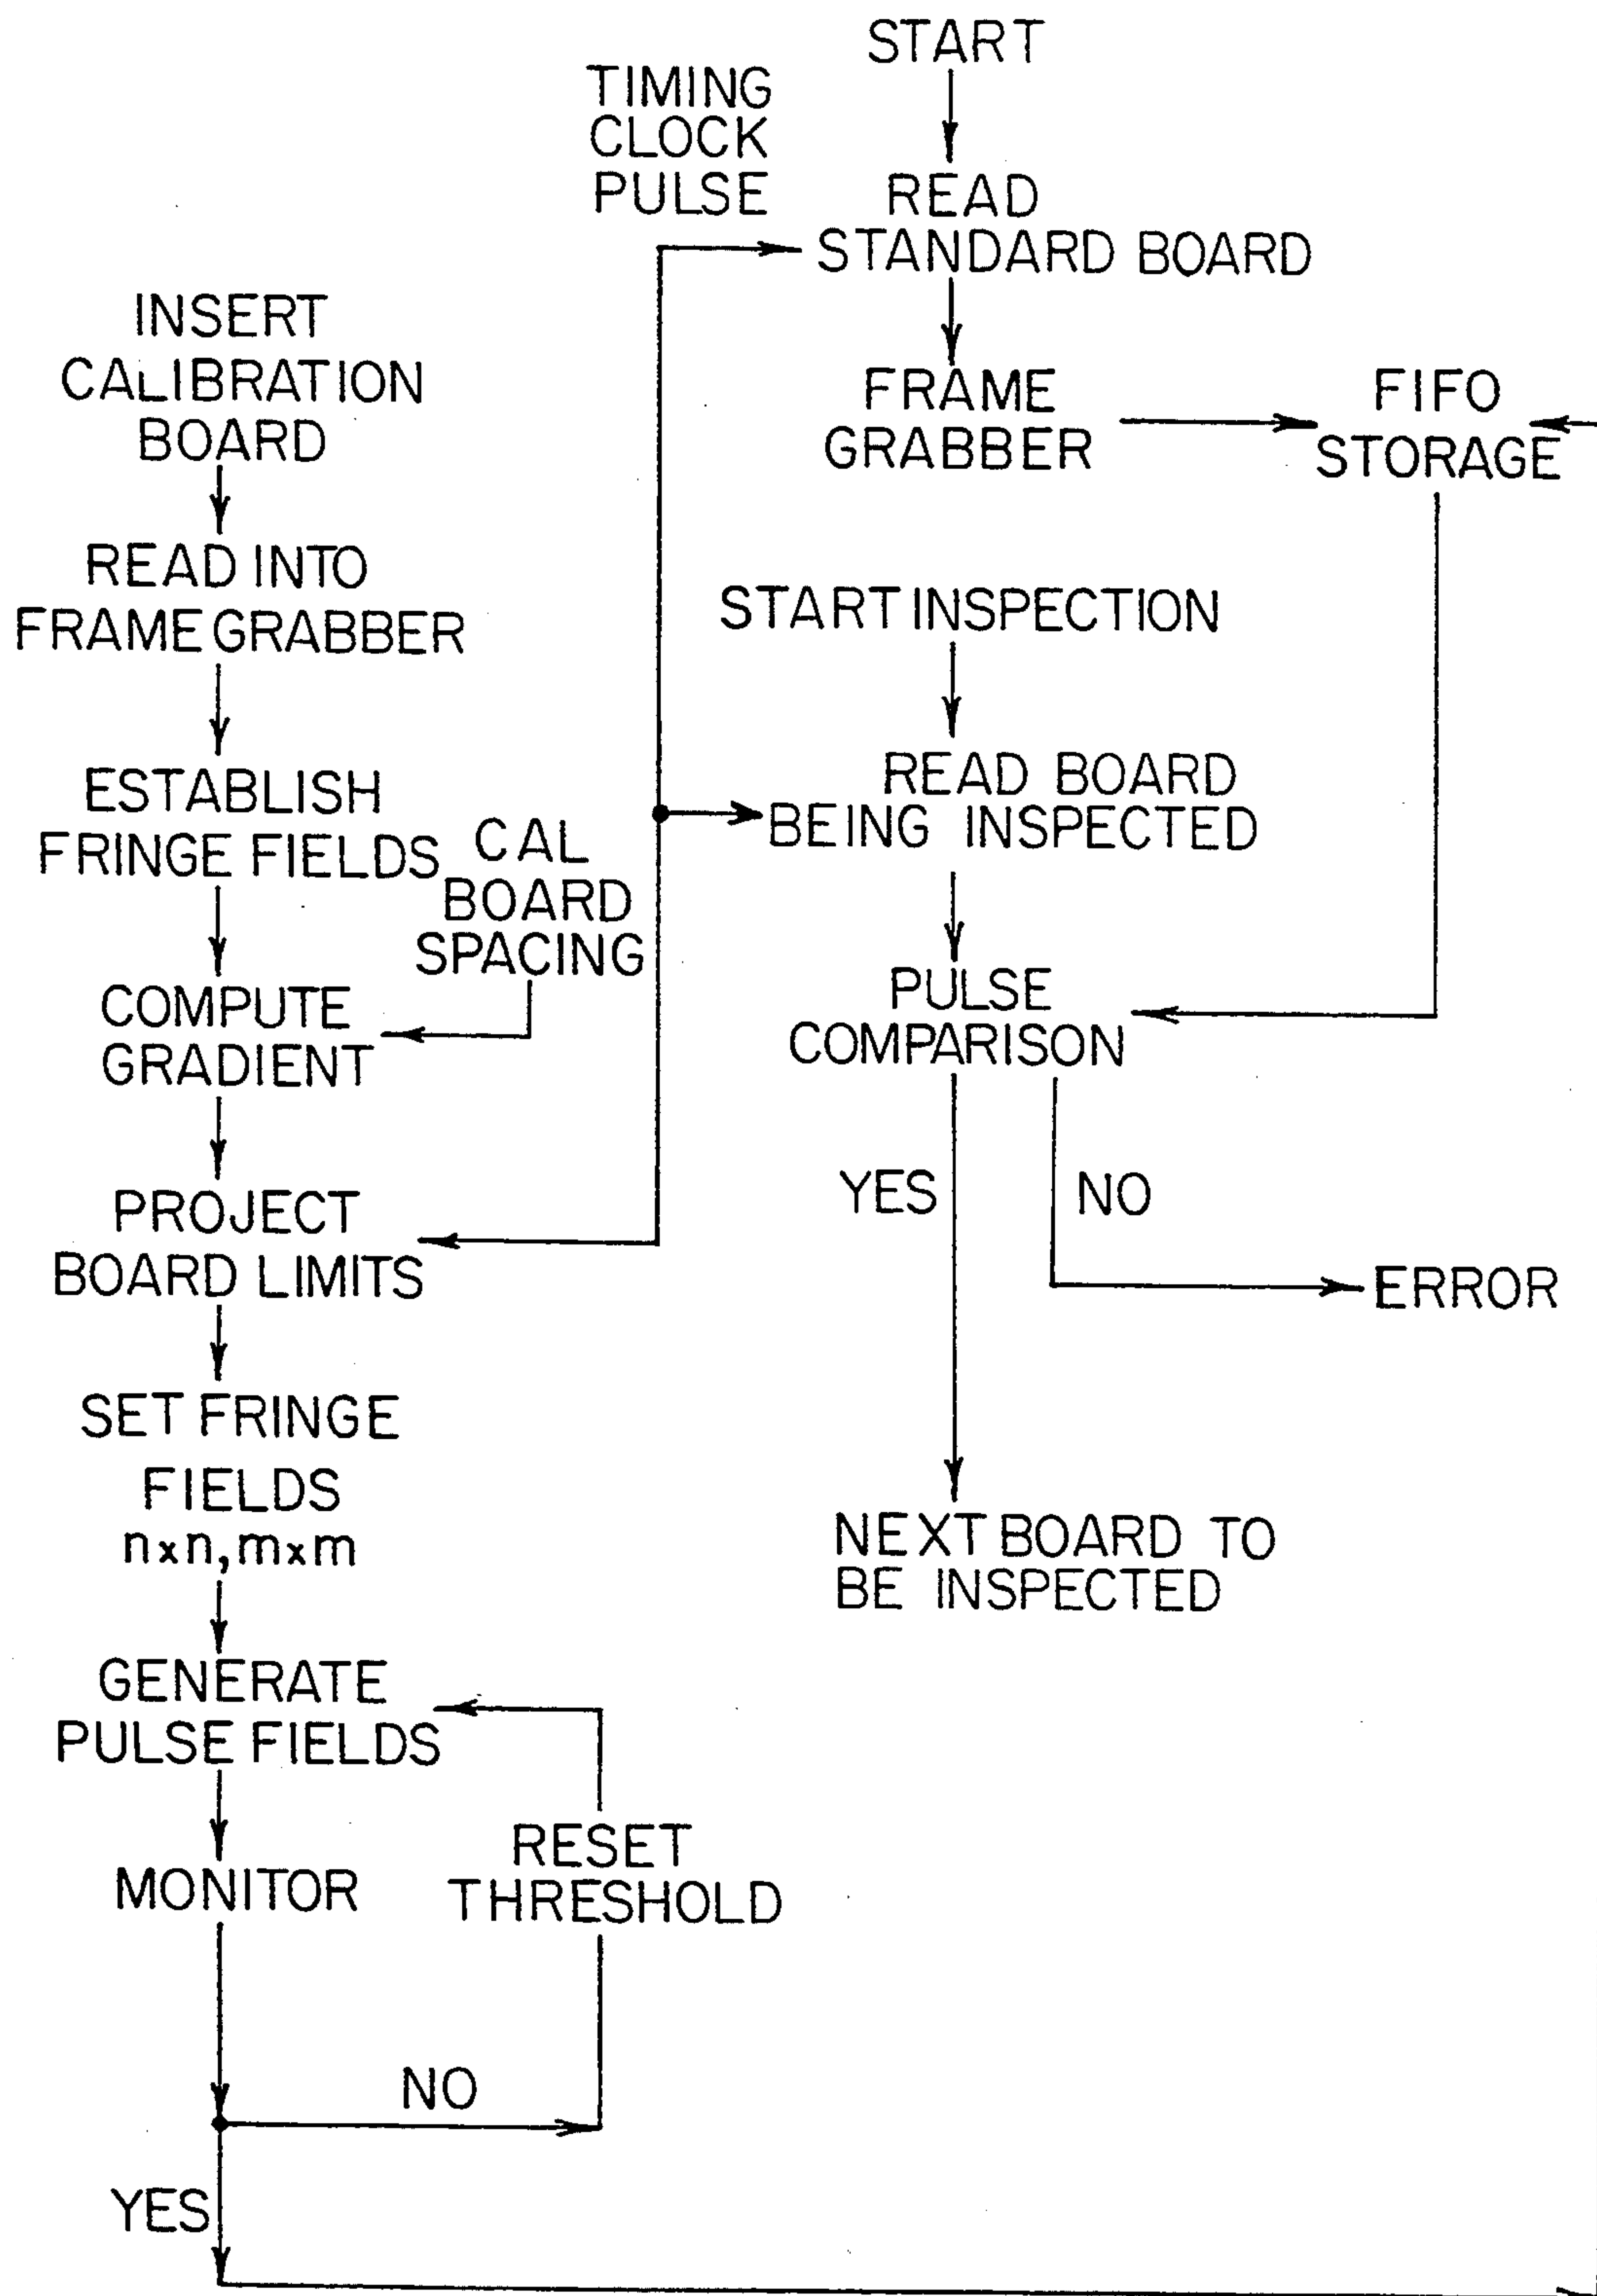 START
TIMING
CLOCK
PULSE
READ
STANDARD BOARD
FRAME
GRABBER
FIFO
STORAGE
INSERT
CALIBRATION
BOARD
READ INTO
FRAME GRABBER
ESTABLISH
FRINGE FIELDS
CAL
BOARD
SPACING
COMPUTE
GRADIENT
PROJECT
BOARD LIMITS
SET FRINGE
FIELDS
nxn, mxm
GENERATE
PULSE FIELDS
MONITOR
RESET
THRESHOLD
NO
YES
START INSPECTION
READ BOARD
BEING INSPECTED
PULSE
COMPARISON
YES
NO
ERROR
NEXT BOARD TO
BE INSPECTED